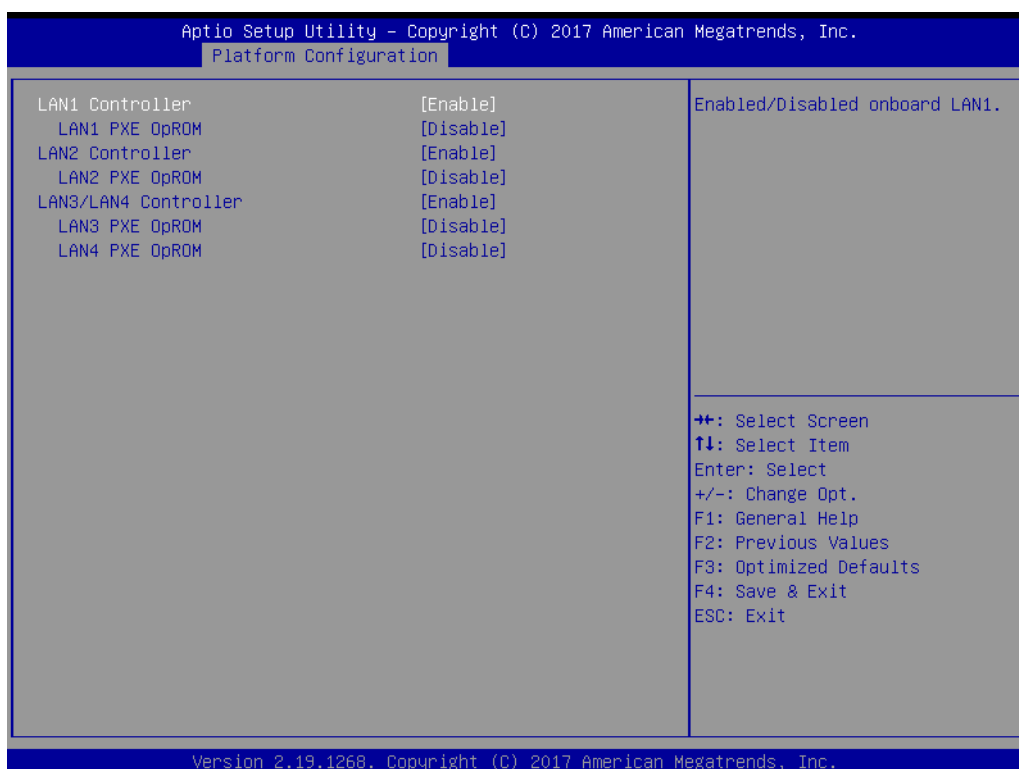 Aptio Setup Utility – Copyright (C) 2017 American Megatrends, Inc.
Platform Configuration
LAN1 Controller [Enable]
LAN1 PXE OpROM [Disable]
LAN2 Controller [Enable]
LAN2 PXE OpROM [Disable]
LAN3/LAN4 Controller [Enable]
LAN3 PXE OpROM [Disable]
LAN4 PXE OpROM [Disable]
Enabled/Disabled onboard LAN1.
→←: Select Screen
↑↓: Select Item
Enter: Select
+/-: Change Opt.
F1: General Help
F2: Previous Values
F3: Optimized Defaults
F4: Save & Exit
ESC: Exit
Version 2.19.1268. Copyright (C) 2017 American Megatrends, Inc.